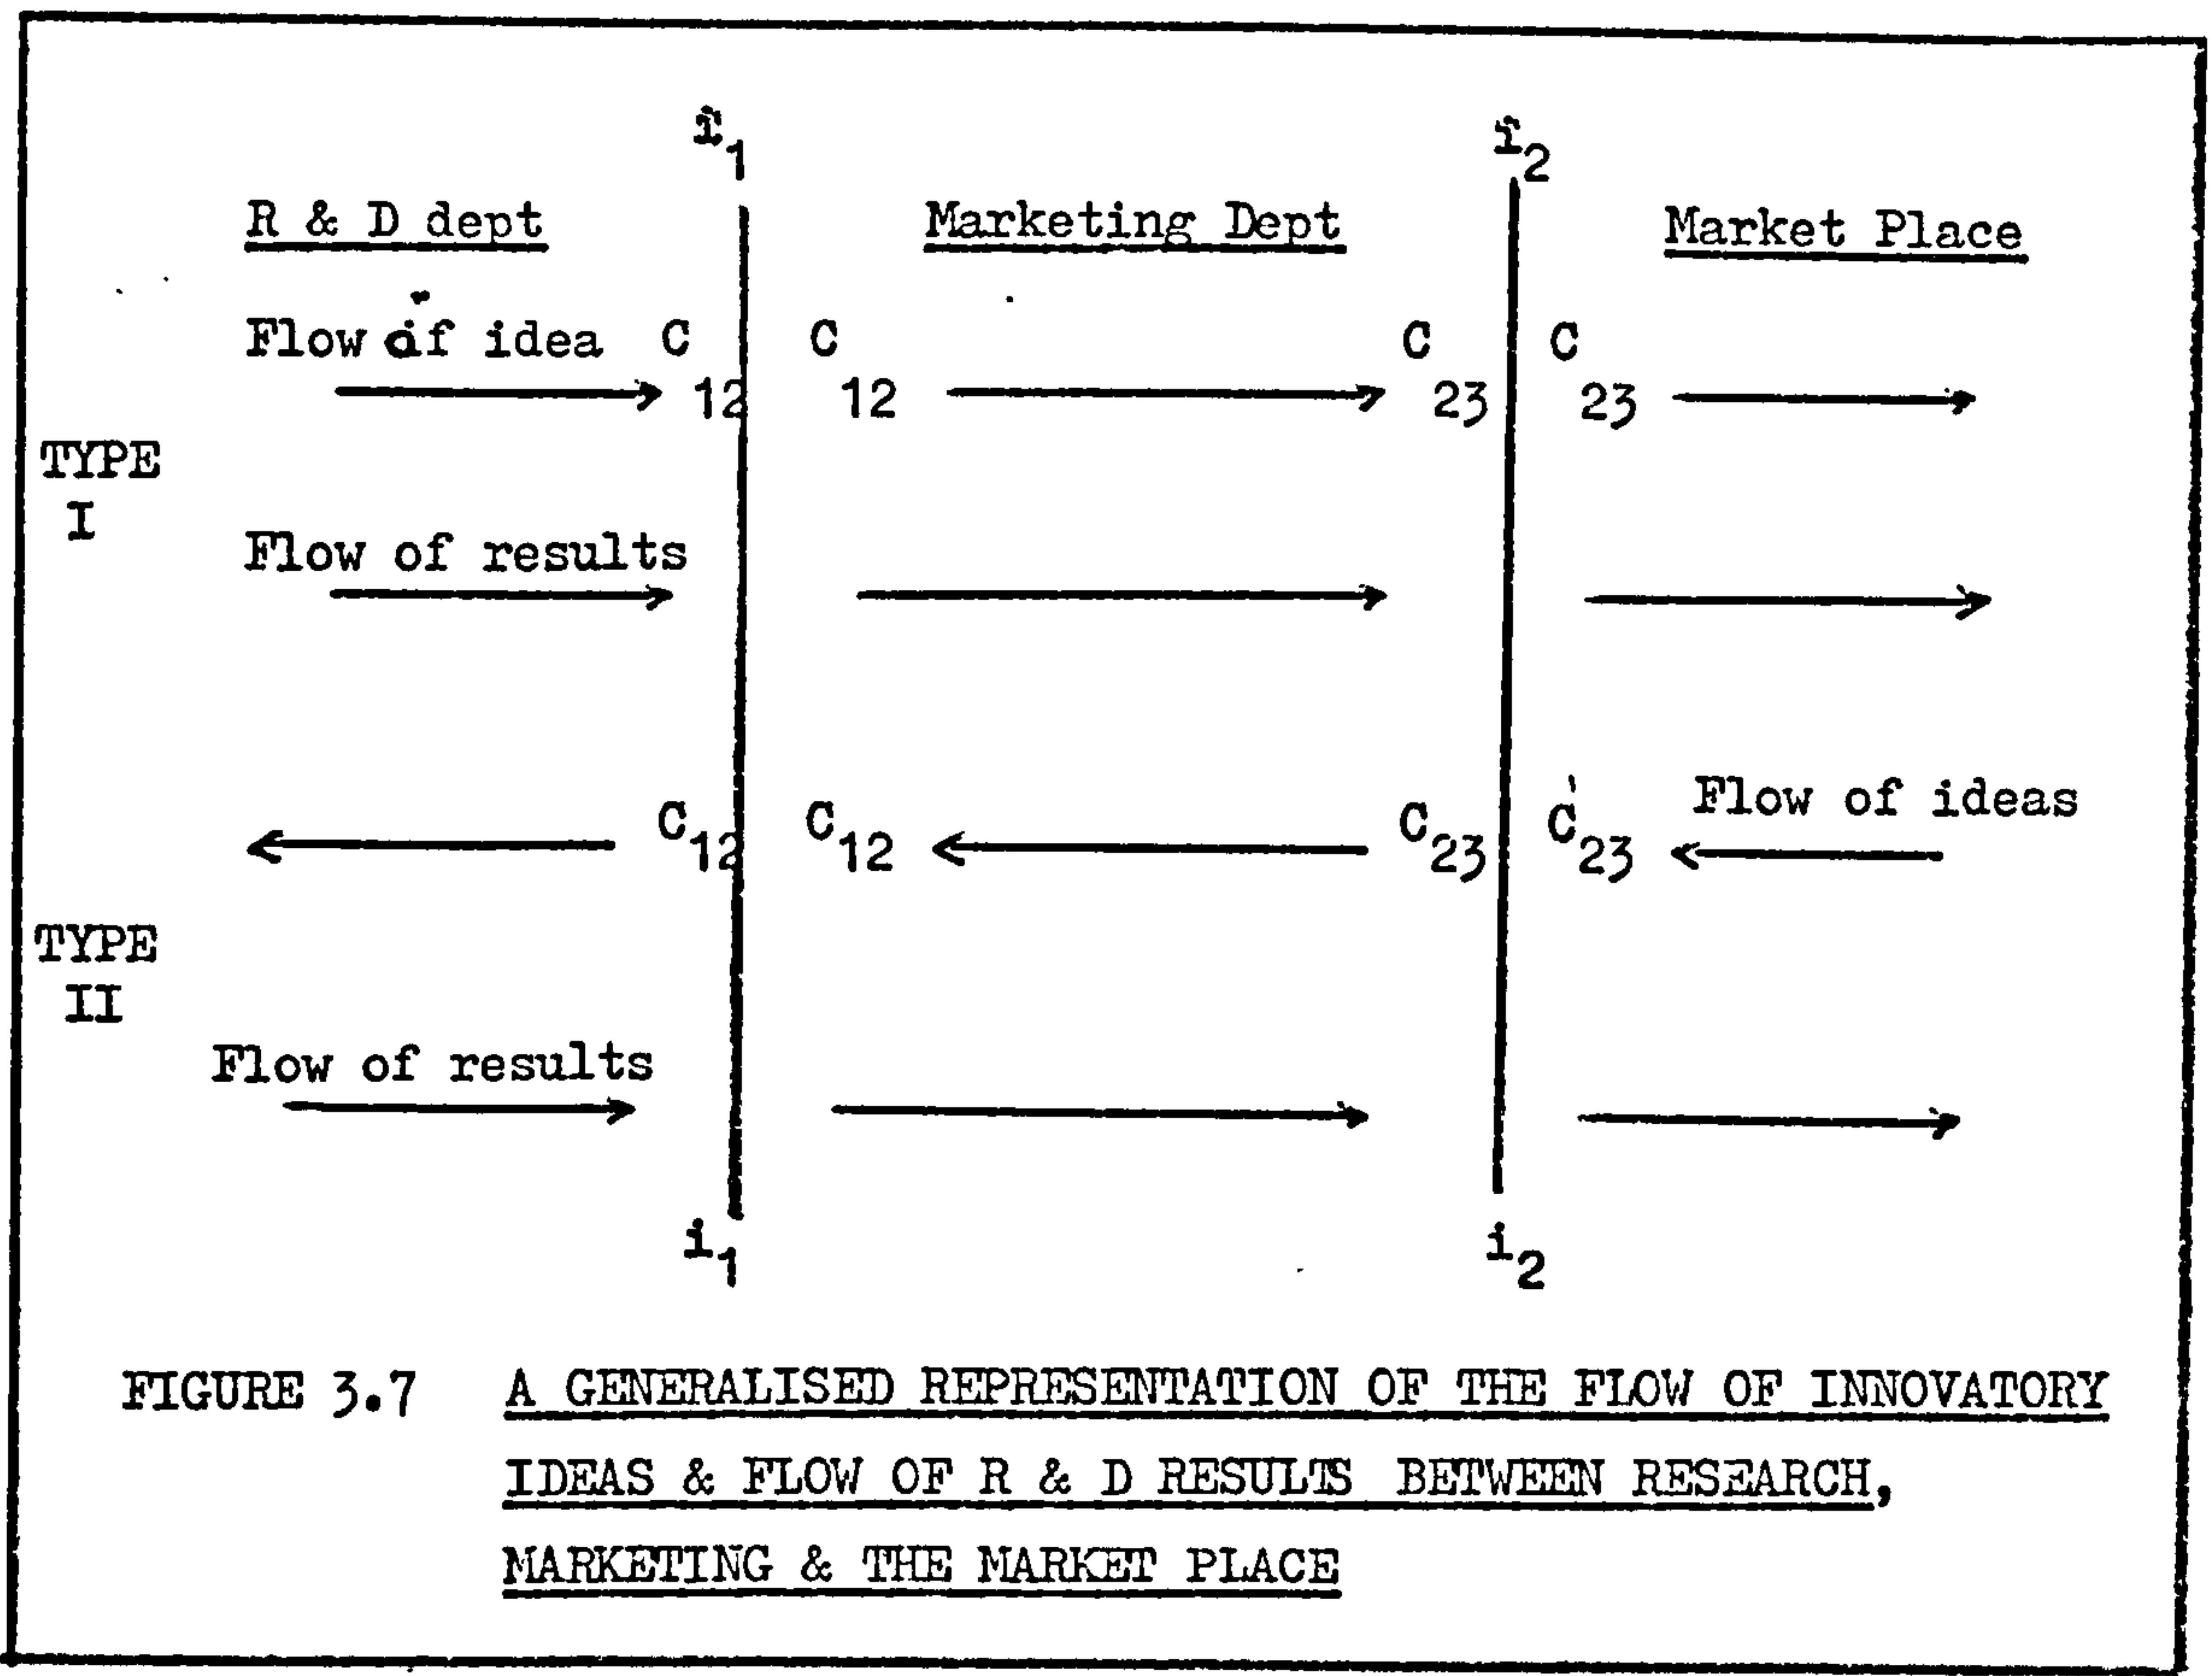 i₁ i₂
R & D dept Marketing Dept Market Place
Flow of idea C₁₂ C₁₂ C₂₃ C₂₃
TYPE
I
Flow of results
C₁₂ C₁₂ C₂₃ C₂₃ Flow of ideas
TYPE
II
Flow of results
i₁ i₂
FIGURE 3.7 A GENERALISED REPRESENTATION OF THE FLOW OF INNOVATORY
IDEAS & FLOW OF R & D RESULTS BETWEEN RESEARCH,
MARKETING & THE MARKET PLACE